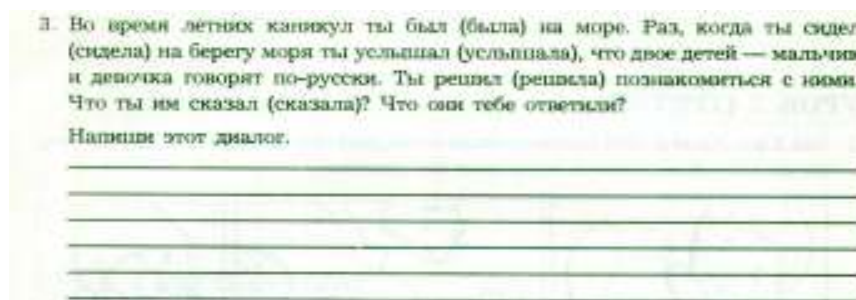 3. Во время летних каникул ты был (была) на море. Раз, когда ты сидел
(сидела) на берегу моря ты услышал (услышала), что двое детей — мальчик
и девочка говорят по-русски. Ты решил (решила) познакомиться с ними.
Что ты им сказал (сказала)? Что они тебе ответили?
Напиши этот диалог.